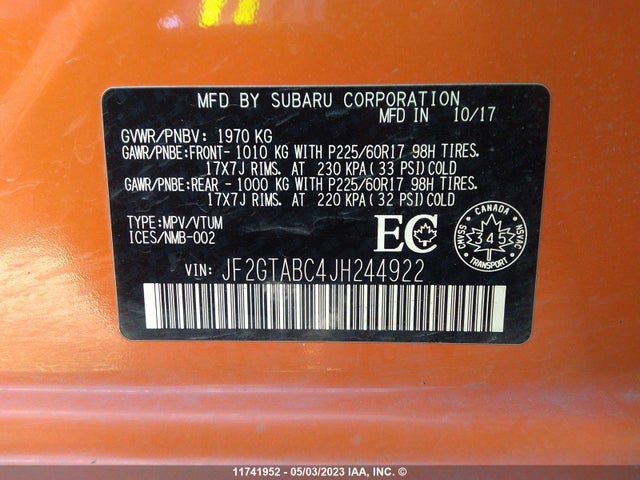 MFD BY SUBARU CORPORATION
MFD IN 10/17
GVWR/PNBV: 1970 KG
GAWR/PNBE:FRONT- 1010 KG WITH P225/60R17 98H TIRES.
17X7J RIMS. AT 230 KPA ( 33 PSI) COLD
GAWR/PNBE:REAR - 1000 KG WITH P225/60R17 98H TIRES.
17X7J RIMS. AT 220 KPA ( 32 PSI) COLD
TYPE:MPV/VTUM
ICES/NMB-002
EC
CANADA
CMVSS
345
NSVAC
TRANSPORT
VIN: JF2GTABC4JH244922
11741952 - 05/03/2023 IAA, INC. ©